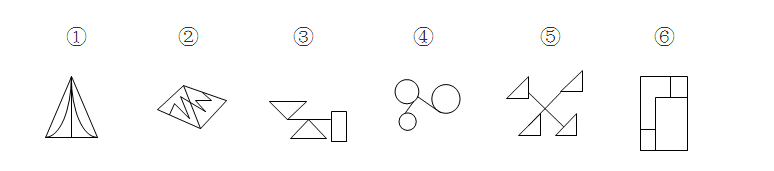 ① ② ③ ④ ⑤ ⑥